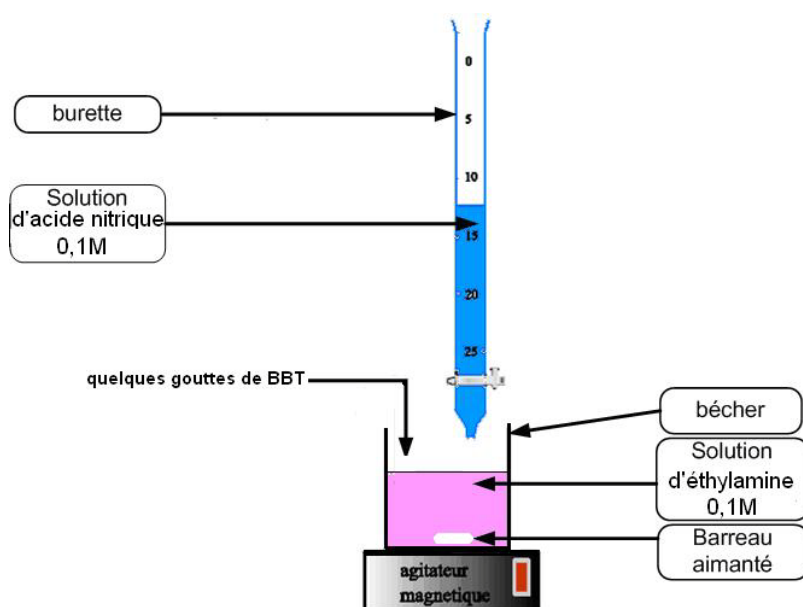 0
burette
5
10
Solution
d'acide nitrique
0,1M
15
20
25
quelques gouttes de BBT
bécher
Solution
d'éthylamine
0,1M
Barreau
aimanté
agitateur
magnetique